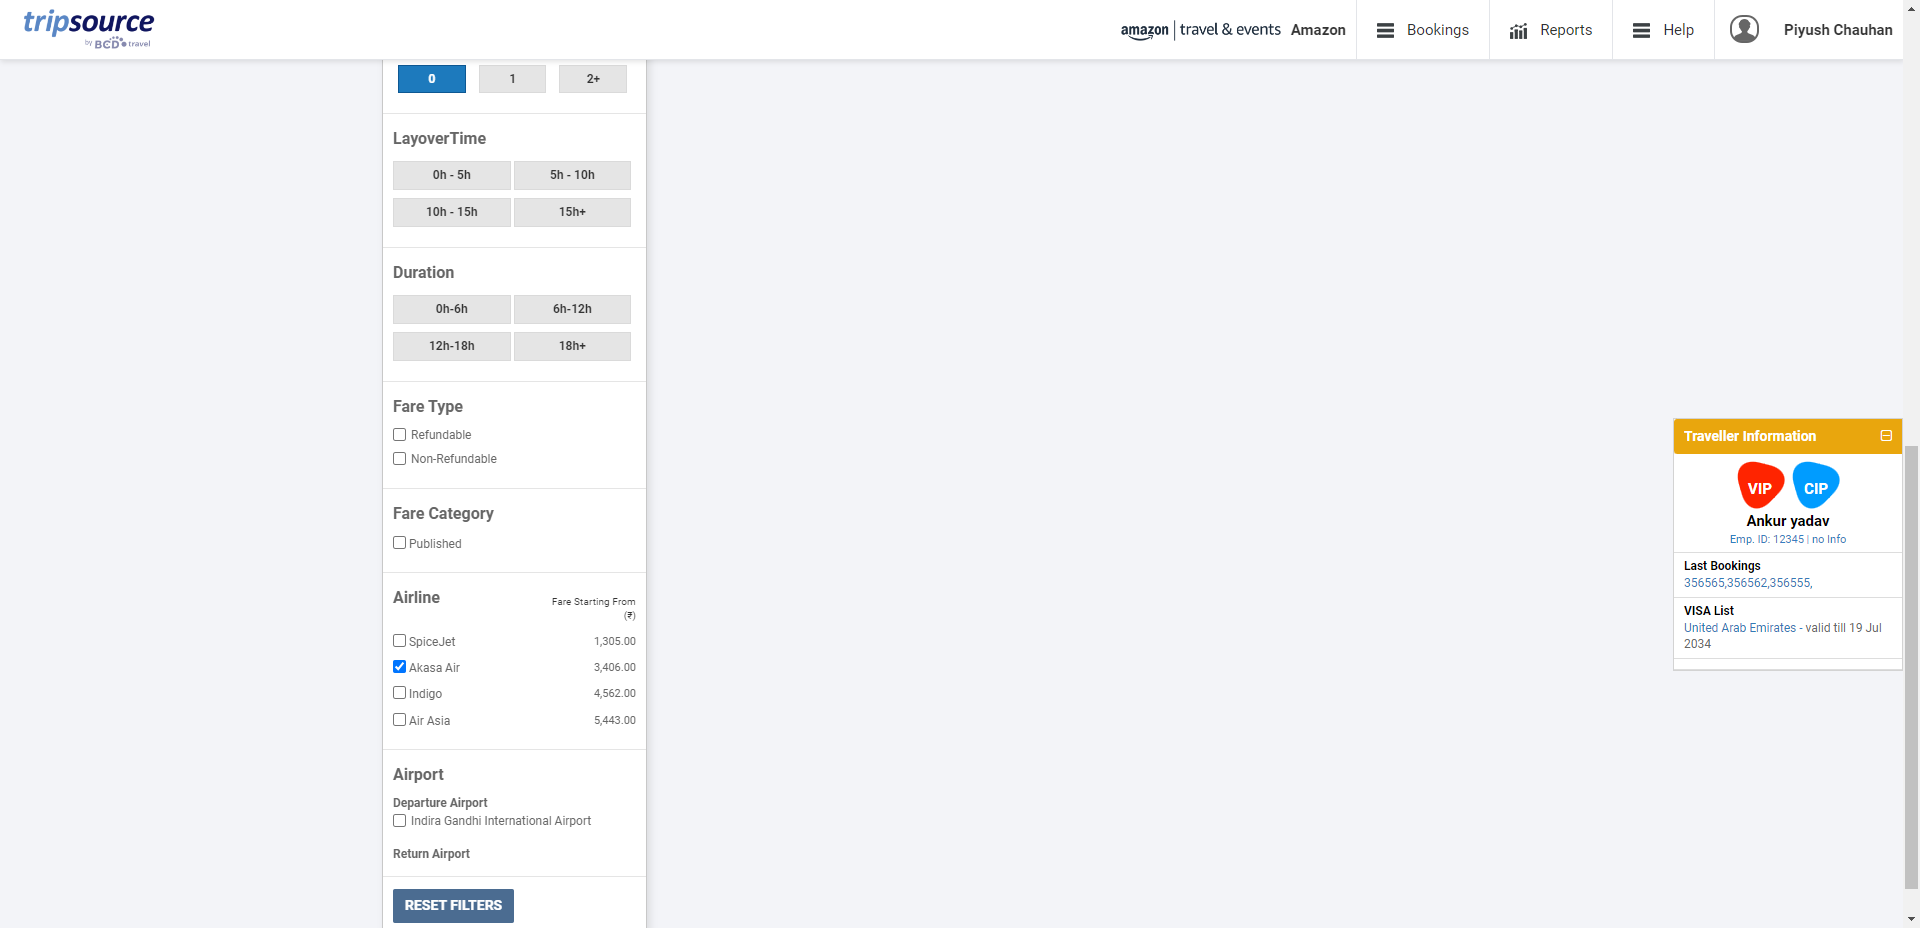 tripsource
by BCD travel
amazon | travel & events Amazon
Bookings
Reports
Help
Piyush Chauhan
0 1 2+
LayoverTime
0h - 5h 5h - 10h
10h - 15h 15h+
Duration
0h-6h 6h-12h
12h-18h 18h+
Fare Type
Refundable
Non-Refundable
Fare Category
Published
Airline Fare Starting From
(₹)
SpiceJet 1,305.00
Akasa Air 3,406.00
Indigo 4,562.00
Air Asia 5,443.00
Airport
Departure Airport
Indira Gandhi International Airport
Return Airport
RESET FILTERS
Traveller Information
VIP CIP
Ankur yadav
Emp. ID: 12345 | no Info
Last Bookings
356565,356562,356555,
VISA List
United Arab Emirates - valid till 19 Jul
2034